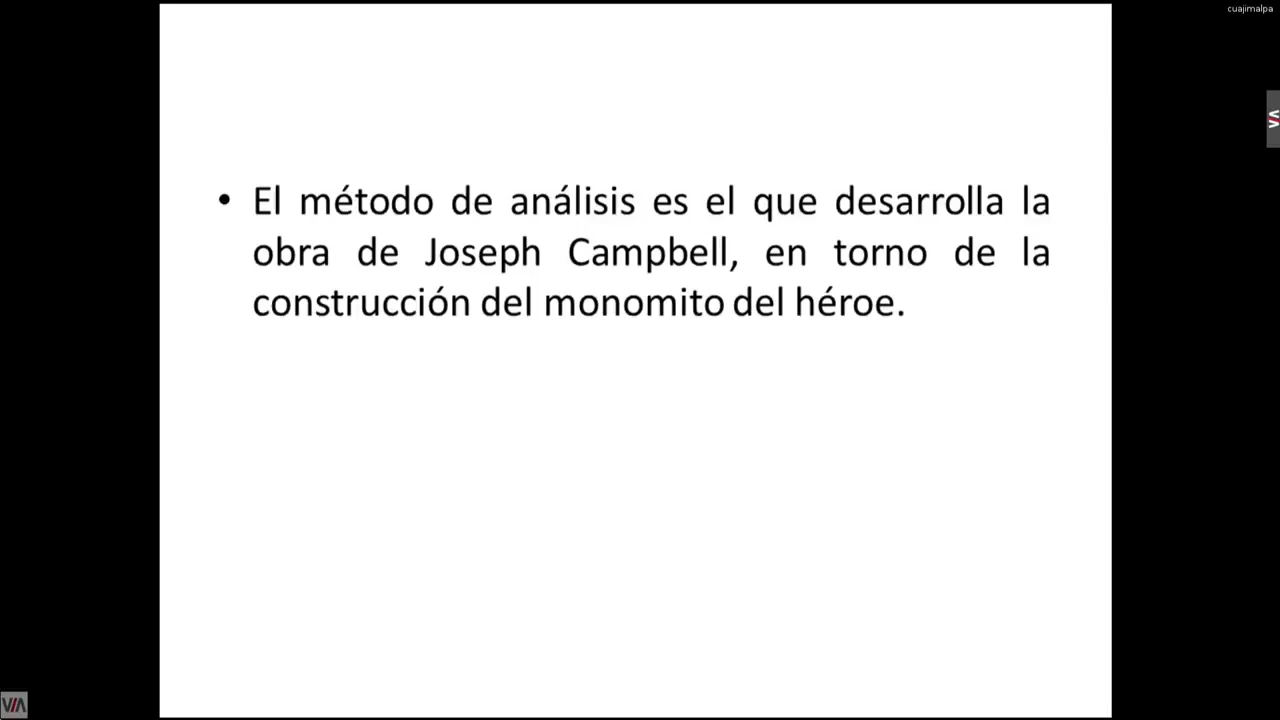 cuajimalpa
• El método de análisis es el que desarrolla la
obra de Joseph Campbell, en torno de la
construcción del monomito del héroe.
VIA